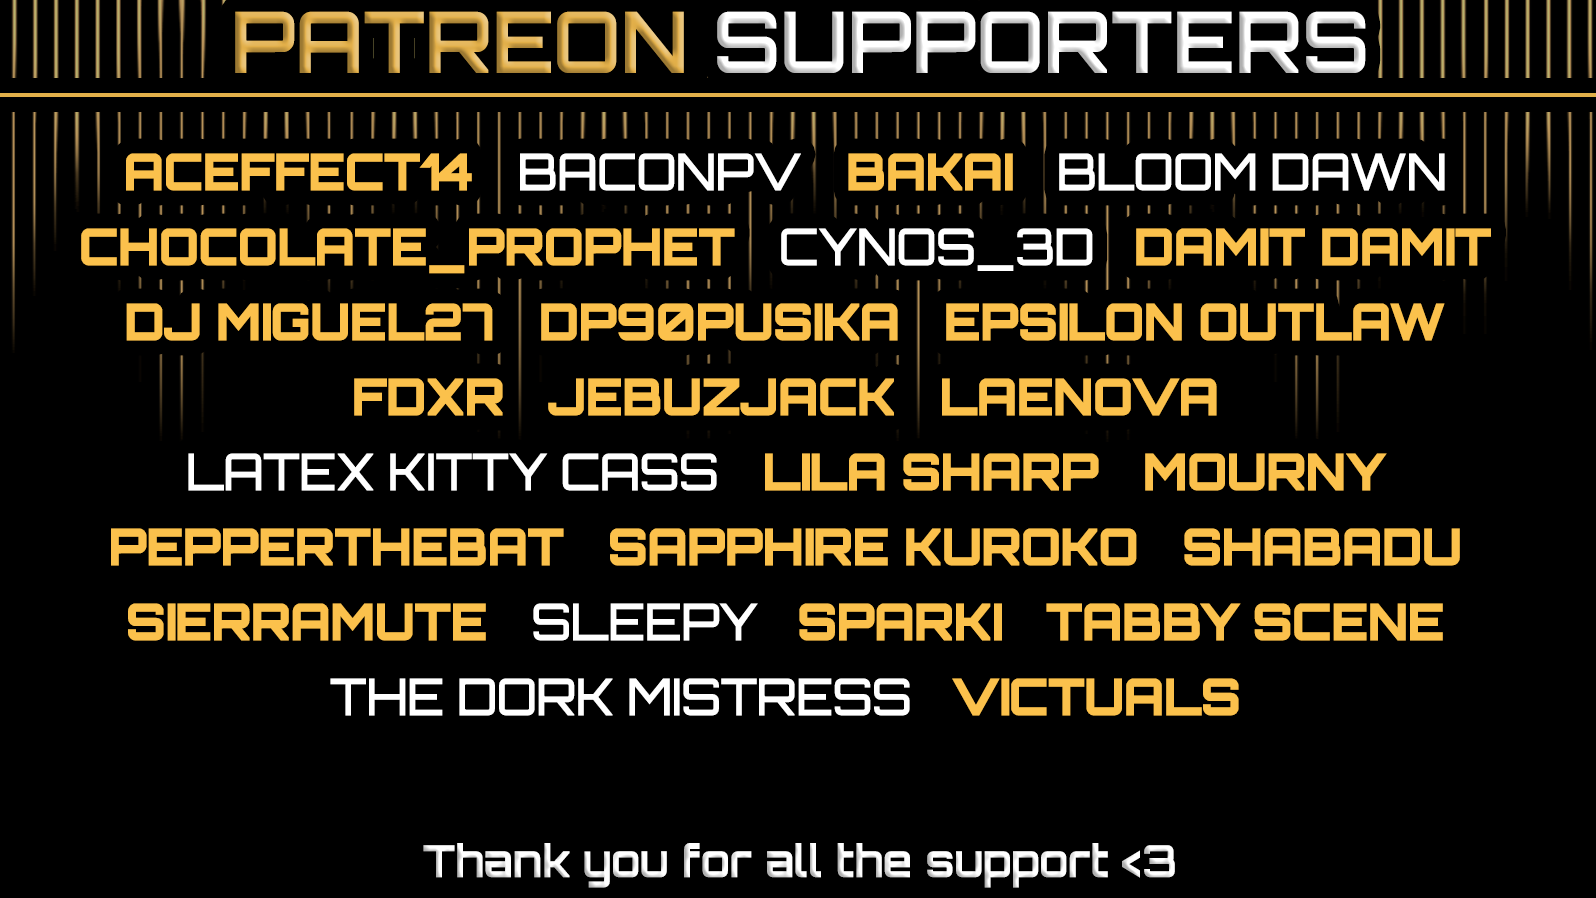 PATREON SUPPORTERS
ACEFFECT14 BACONPV BAKAI BLOOM DAWN
CHOCOLATE_PROPHET CYNOS_3D DAMIT DAMIT
DJ MIGUEL27 DP90PUSIKA EPSILON OUTLAW
FDXR JEBUZJACK LAENOVA
LATEX KITTY CASS LILA SHARP MOURNY
PEPPERTHEBAT SAPPHIRE KUROKO SHABADU
SIERRAMUTE SLEEPY SPARKI TABBY SCENE
THE DORK MISTRESS VICTUALS
Thank you for all the support <3